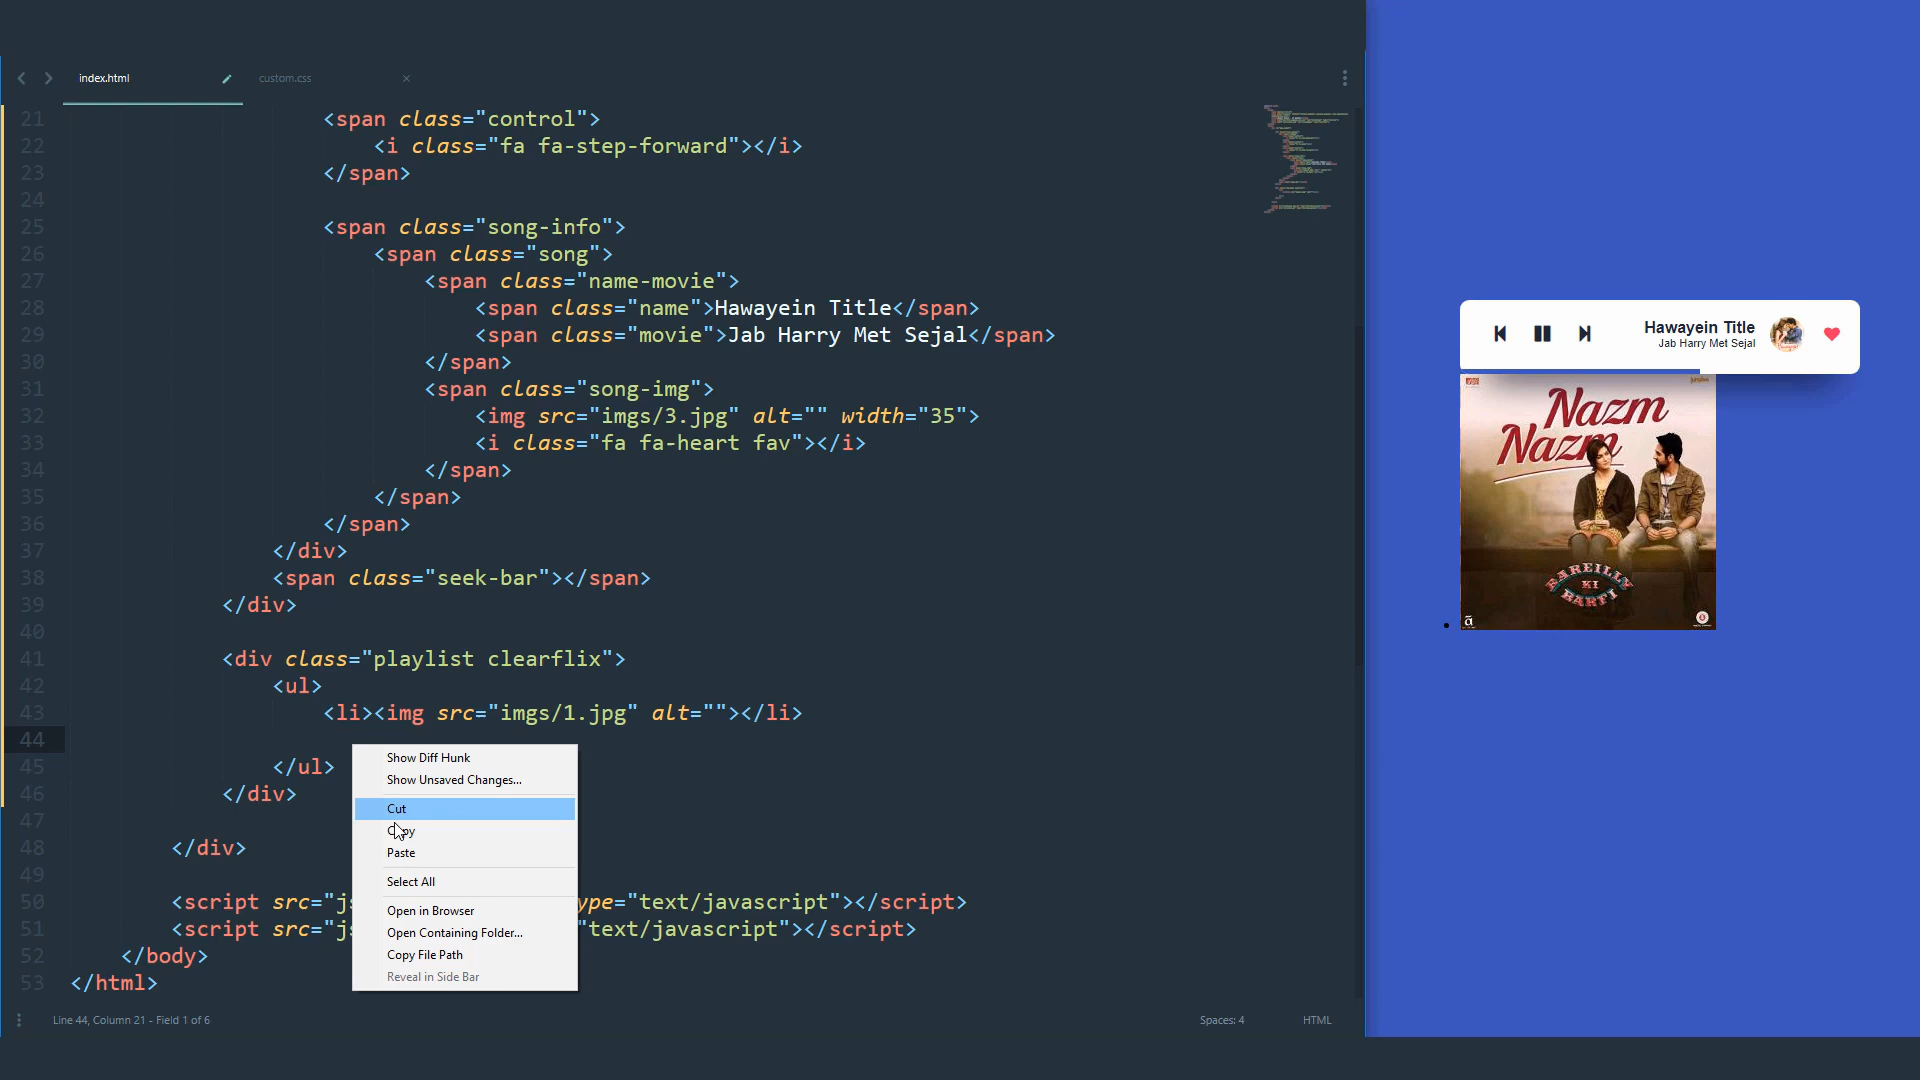 index.html
custom.css
21 <span class="control">
22 <i class="fa fa-step-forward"></i>
23 </span>
24
25 <span class="song-info">
26 <span class="song">
27 <span class="name-movie">
28 <span class="name">Hawayein Title</span>
29 <span class="movie">Jab Harry Met Sejal</span>
30 </span>
31 <span class="song-img">
32 <img src="imgs/3.jpg" alt="" width="35">
33 <i class="fa fa-heart fav"></i>
34 </span>
35 </span>
36 </span>
37 </div>
38 <span class="seek-bar"></span>
39 </div>
40
41 <div class="playlist clearflix">
42 <ul>
43 <li><img src="imgs/1.jpg" alt=""></li>
44
45 </ul>
46 </div>
47
48 </div>
49
50 <script src="js ype="text/javascript"></script>
51 <script src="js "text/javascript"></script>
52 </body>
53 </html>
Show Diff Hunk
Show Unsaved Changes...
Cut
Copy
Paste
Select All
Open in Browser
Open Containing Folder...
Copy File Path
Reveal in Side Bar
Line 44, Column 21 - Field 1 of 6
Spaces: 4
HTML
Hawayein Title
Jab Harry Met Sejal
Nazm
Nazm
BAREILLY
KI
BARFI